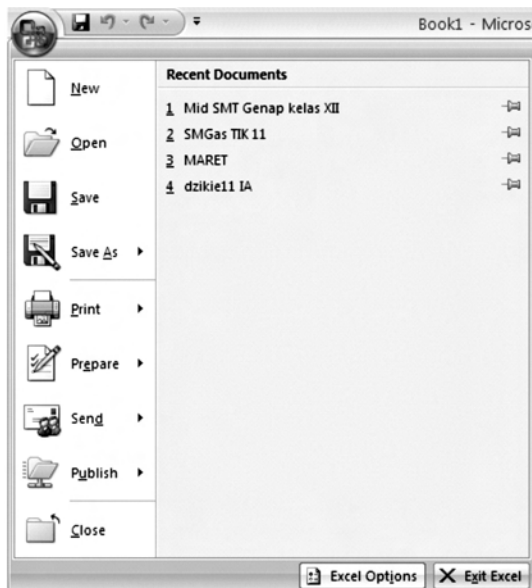 Book1 - Micros
New
Open
Save
Save As
Print
Prepare
Send
Publish
Close
Recent Documents
1 Mid SMT Genap kelas XII
2 SMGas TIK 11
3 MARET
4 dzikie11 IA
Excel Options
Exit Excel